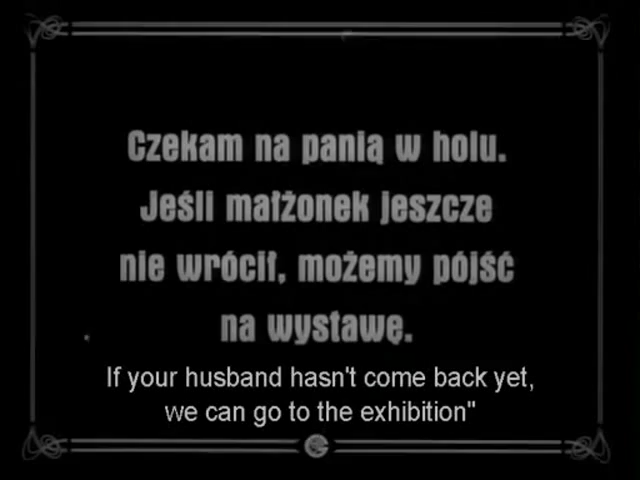 Czekam na panią w holu.
Jeśli małżonek jeszcze
nie wrócił, możemy pójść
na wystawę.
If your husband hasn't come back yet,
we can go to the exhibition"